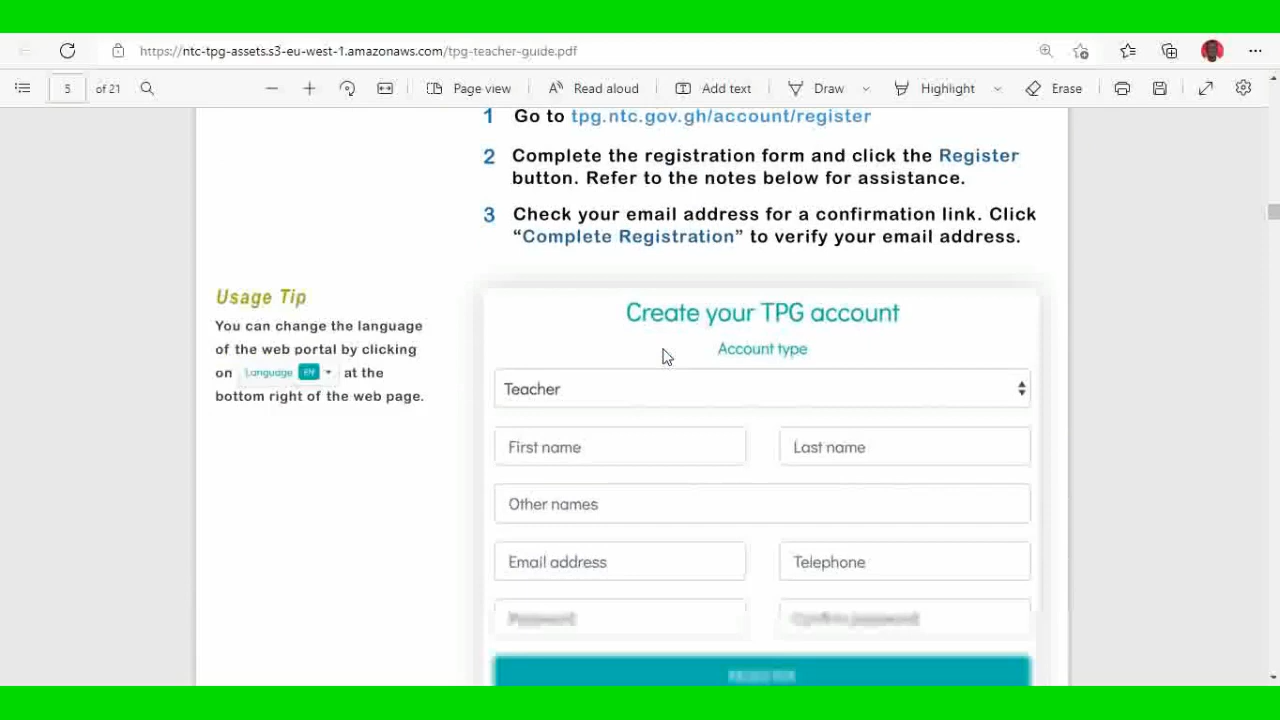 https://ntc-tpg-assets.s3-eu-west-1.amazonaws.com/tpg-teacher-guide.pdf
5 of 21 Page view Read aloud Add text Draw Highlight Erase
1 Go to tpg.ntc.gov.gh/account/register
2 Complete the registration form and click the Register
button. Refer to the notes below for assistance.
3 Check your email address for a confirmation link. Click
“Complete Registration” to verify your email address.
Usage Tip
You can change the language
of the web portal by clicking
on Language EN at the
bottom right of the web page.
Create your TPG account
Account type
Teacher
First name Last name
Other names
Email address Telephone